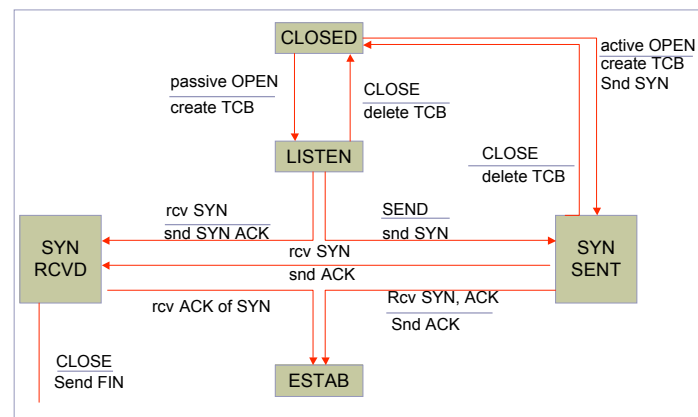 CLOSED
active OPEN
create TCB
Snd SYN
passive OPEN
create TCB
CLOSE
delete TCB
LISTEN
CLOSE
delete TCB
rcv SYN
snd SYN ACK
SEND
snd SYN
SYN
RCVD
rcv SYN
snd ACK
SYN
SENT
rcv ACK of SYN
Rcv SYN, ACK
Snd ACK
CLOSE
Send FIN
ESTAB